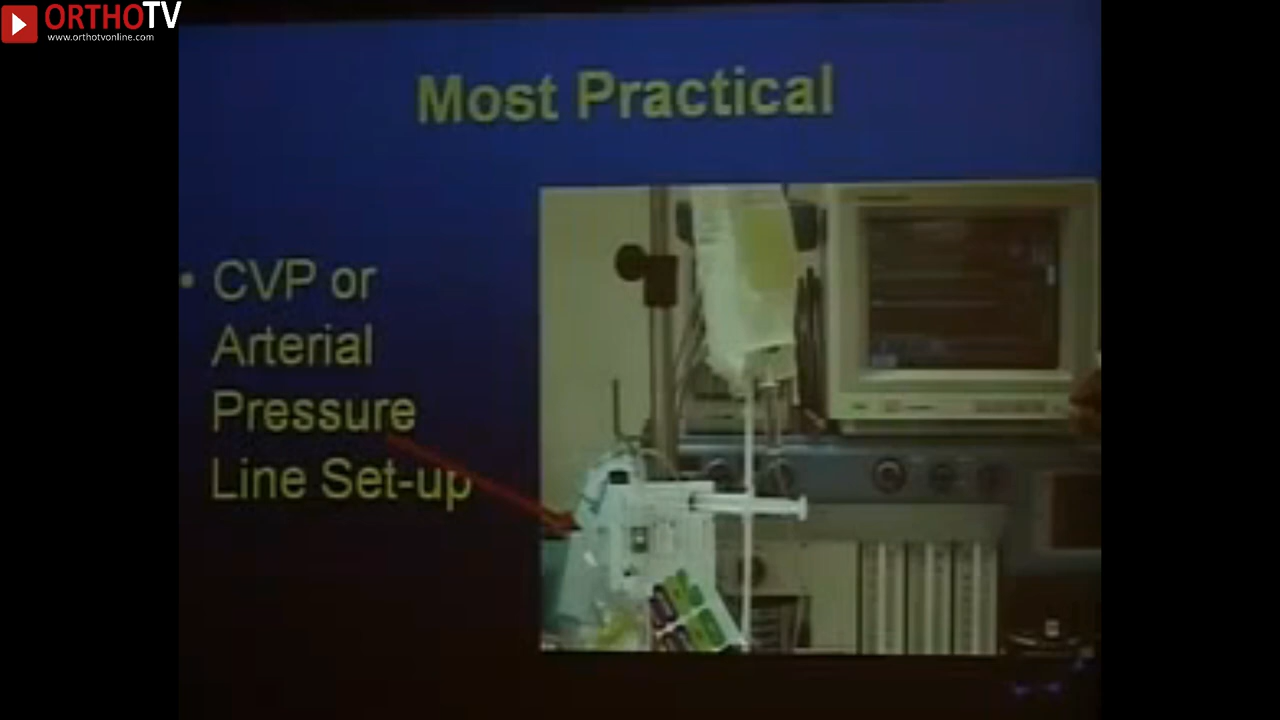 ORTHOTV
www.orthotvonline.com
Most Practical
• CVP or
Arterial
Pressure
Line Set-up